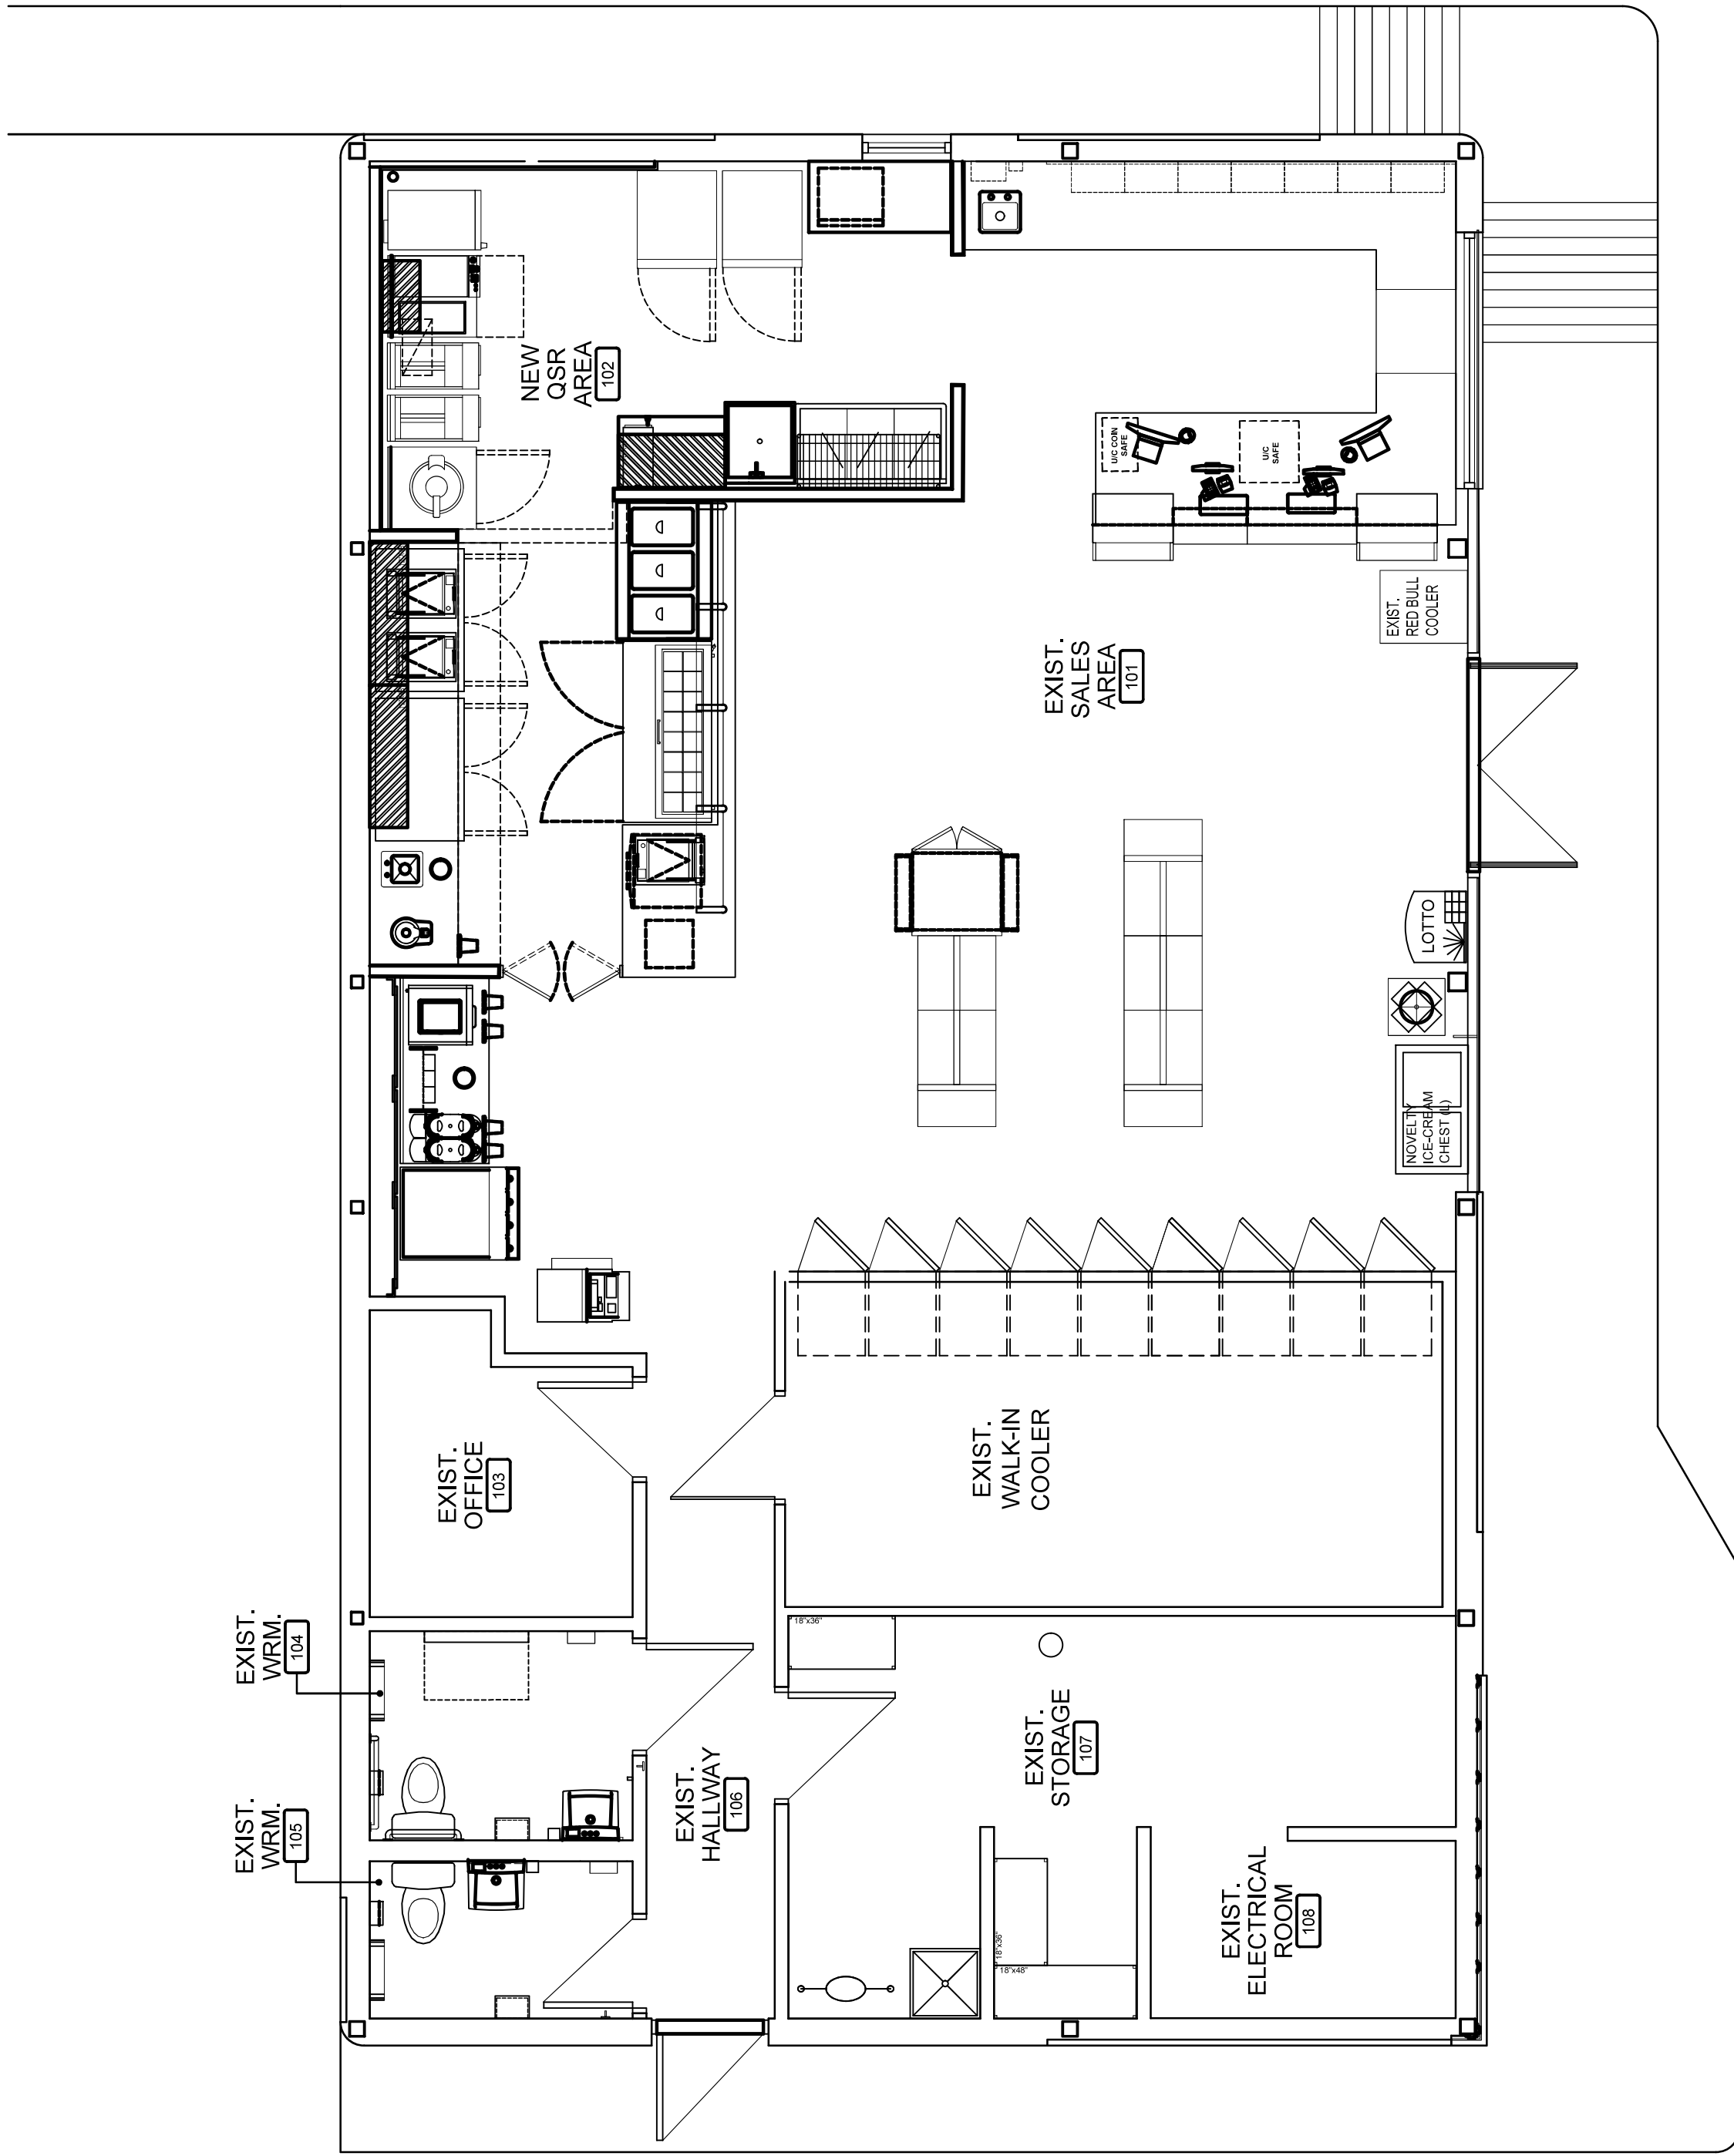 NEW
QSR
AREA
102
U/C COIN
SAFE
U/C
SAFE
EXIST.
RED BULL
COOLER
EXIST.
SALES
AREA
101
LOTTO
NOVELTY
ICE-CREAM
CHEST (L)
EXIST.
OFFICE
103
EXIST.
WALK-IN
COOLER
EXIST.
WRM.
104
EXIST.
WRM.
105
EXIST.
HALLWAY
106
18"x36"
EXIST.
STORAGE
107
18"x36"
18"x48"
EXIST.
ELECTRICAL
ROOM
108